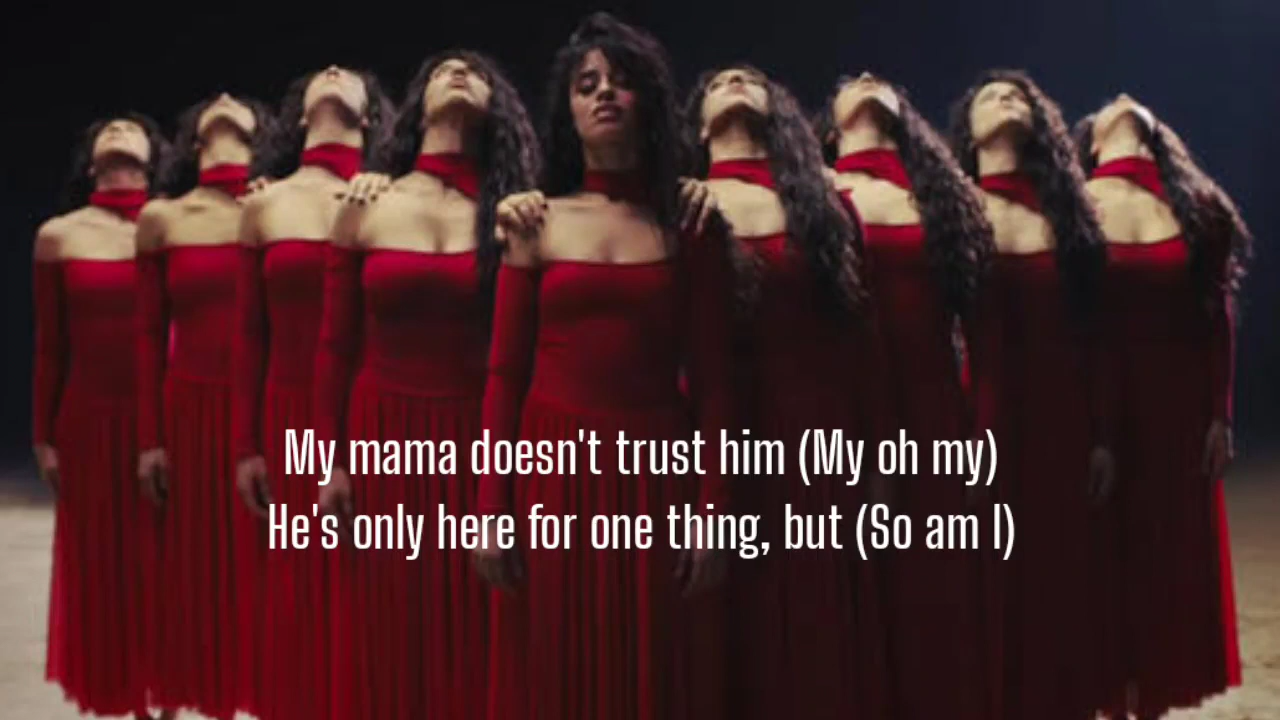 My mama doesn't trust him (My oh my)
He's only here for one thing, but (So am I)